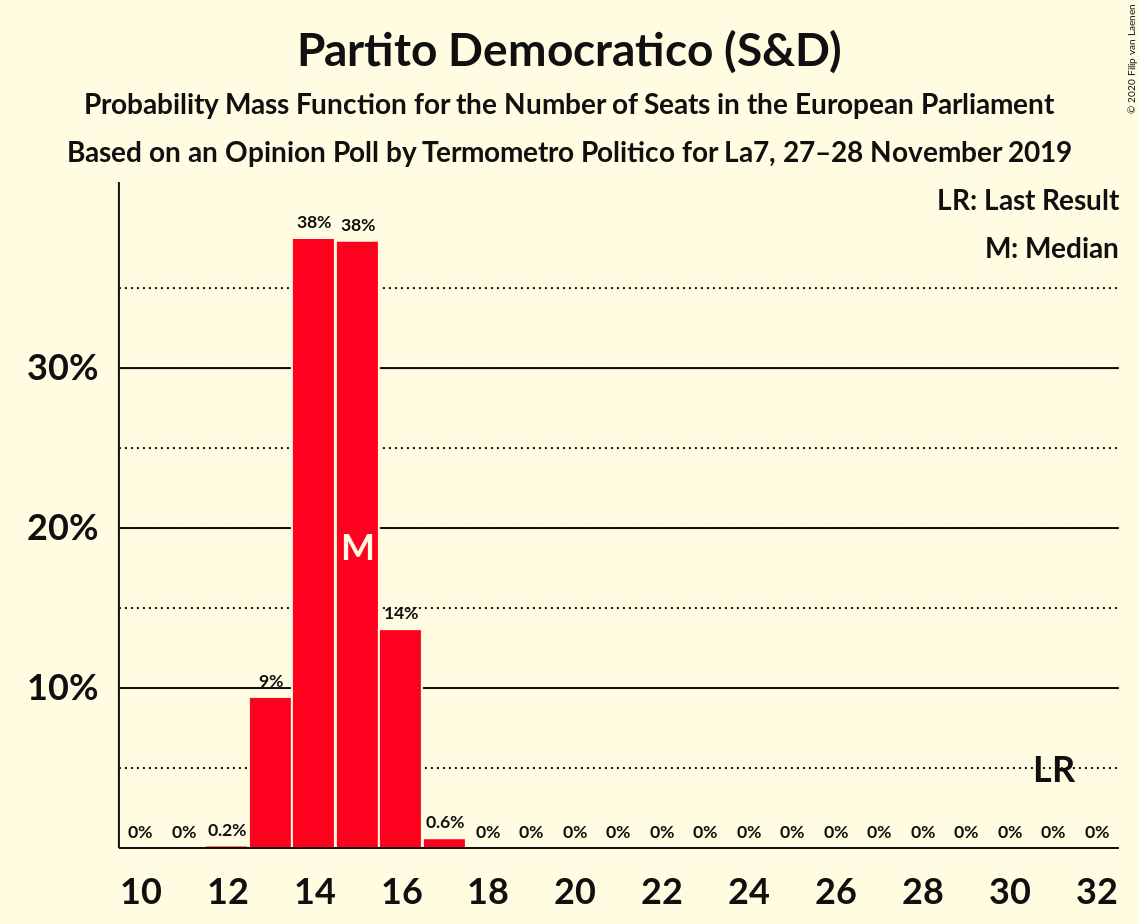 Partito Democratico (S&D)
Probability Mass Function for the Number of Seats in the European Parliament
Based on an Opinion Poll by Termometro Politico for La7, 27–28 November 2019
© 2020 Filip van Laenen
LR: Last Result
M: Median
38% 38%
30%
20%
M
14%
9%
10%
LR
0% 0% 0.2% 0.6% 0% 0% 0% 0% 0% 0% 0% 0% 0% 0% 0% 0% 0% 0% 0%
10 12 14 16 18 20 22 24 26 28 30 32